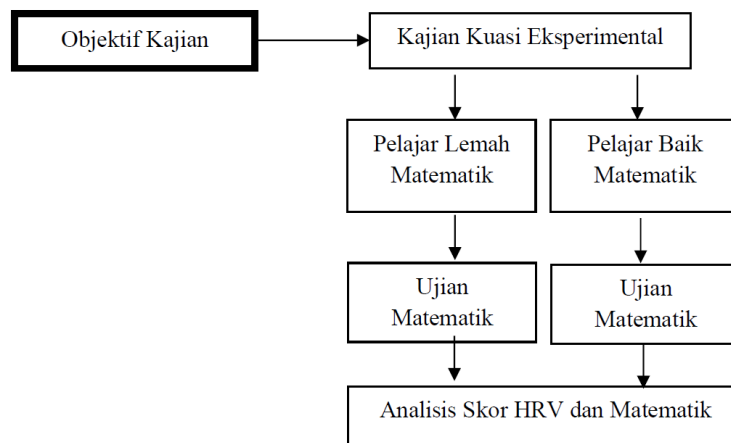 Objektif Kajian
Kajian Kuasi Eksperimental
Pelajar Lemah
Matematik
Pelajar Baik
Matematik
Ujian
Matematik
Ujian
Matematik
Analisis Skor HRV dan Matematik